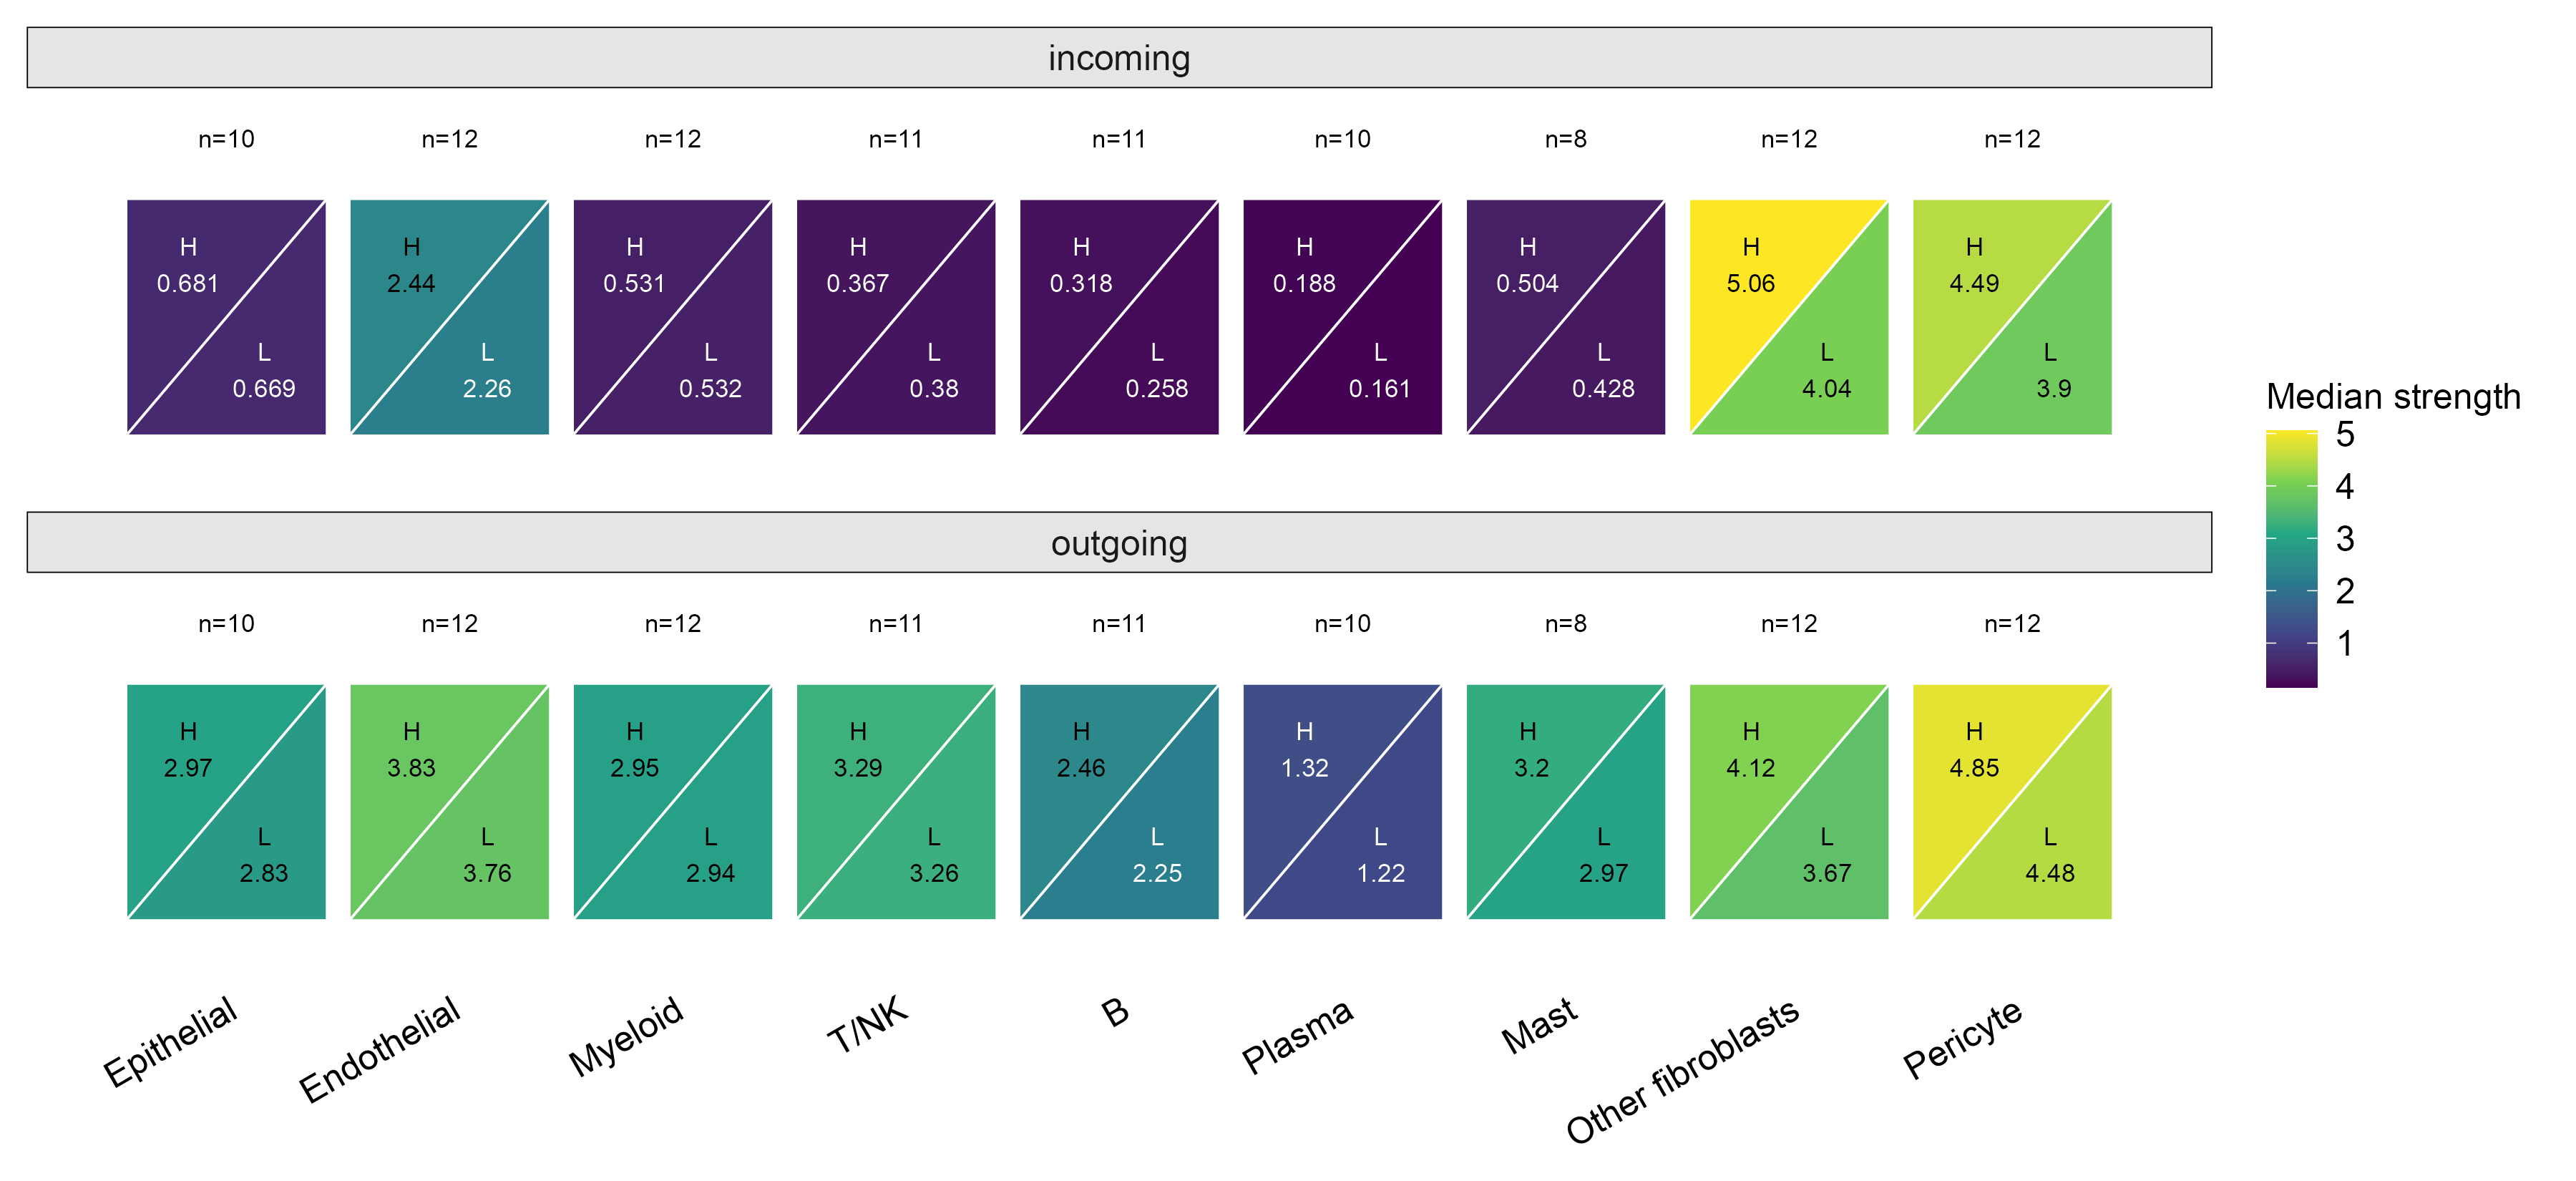 incoming
n=10 n=12 n=12 n=11 n=11 n=10 n=8 n=12 n=12
H H H H H H H H H
0.681 2.44 0.531 0.367 0.318 0.188 0.504 5.06 4.49
L L L L L L L L L
0.669 2.26 0.532 0.38 0.258 0.161 0.428 4.04 3.9
outgoing
n=10 n=12 n=12 n=11 n=11 n=10 n=8 n=12 n=12
H H H H H H H H H
2.97 3.83 2.95 3.29 2.46 1.32 3.2 4.12 4.85
L L L L L L L L L
2.83 3.76 2.94 3.26 2.25 1.22 2.97 3.67 4.48
Epithelial Endothelial Myeloid T/NK B Plasma Mast Other fibroblasts Pericyte
Median strength
5
4
3
2
1